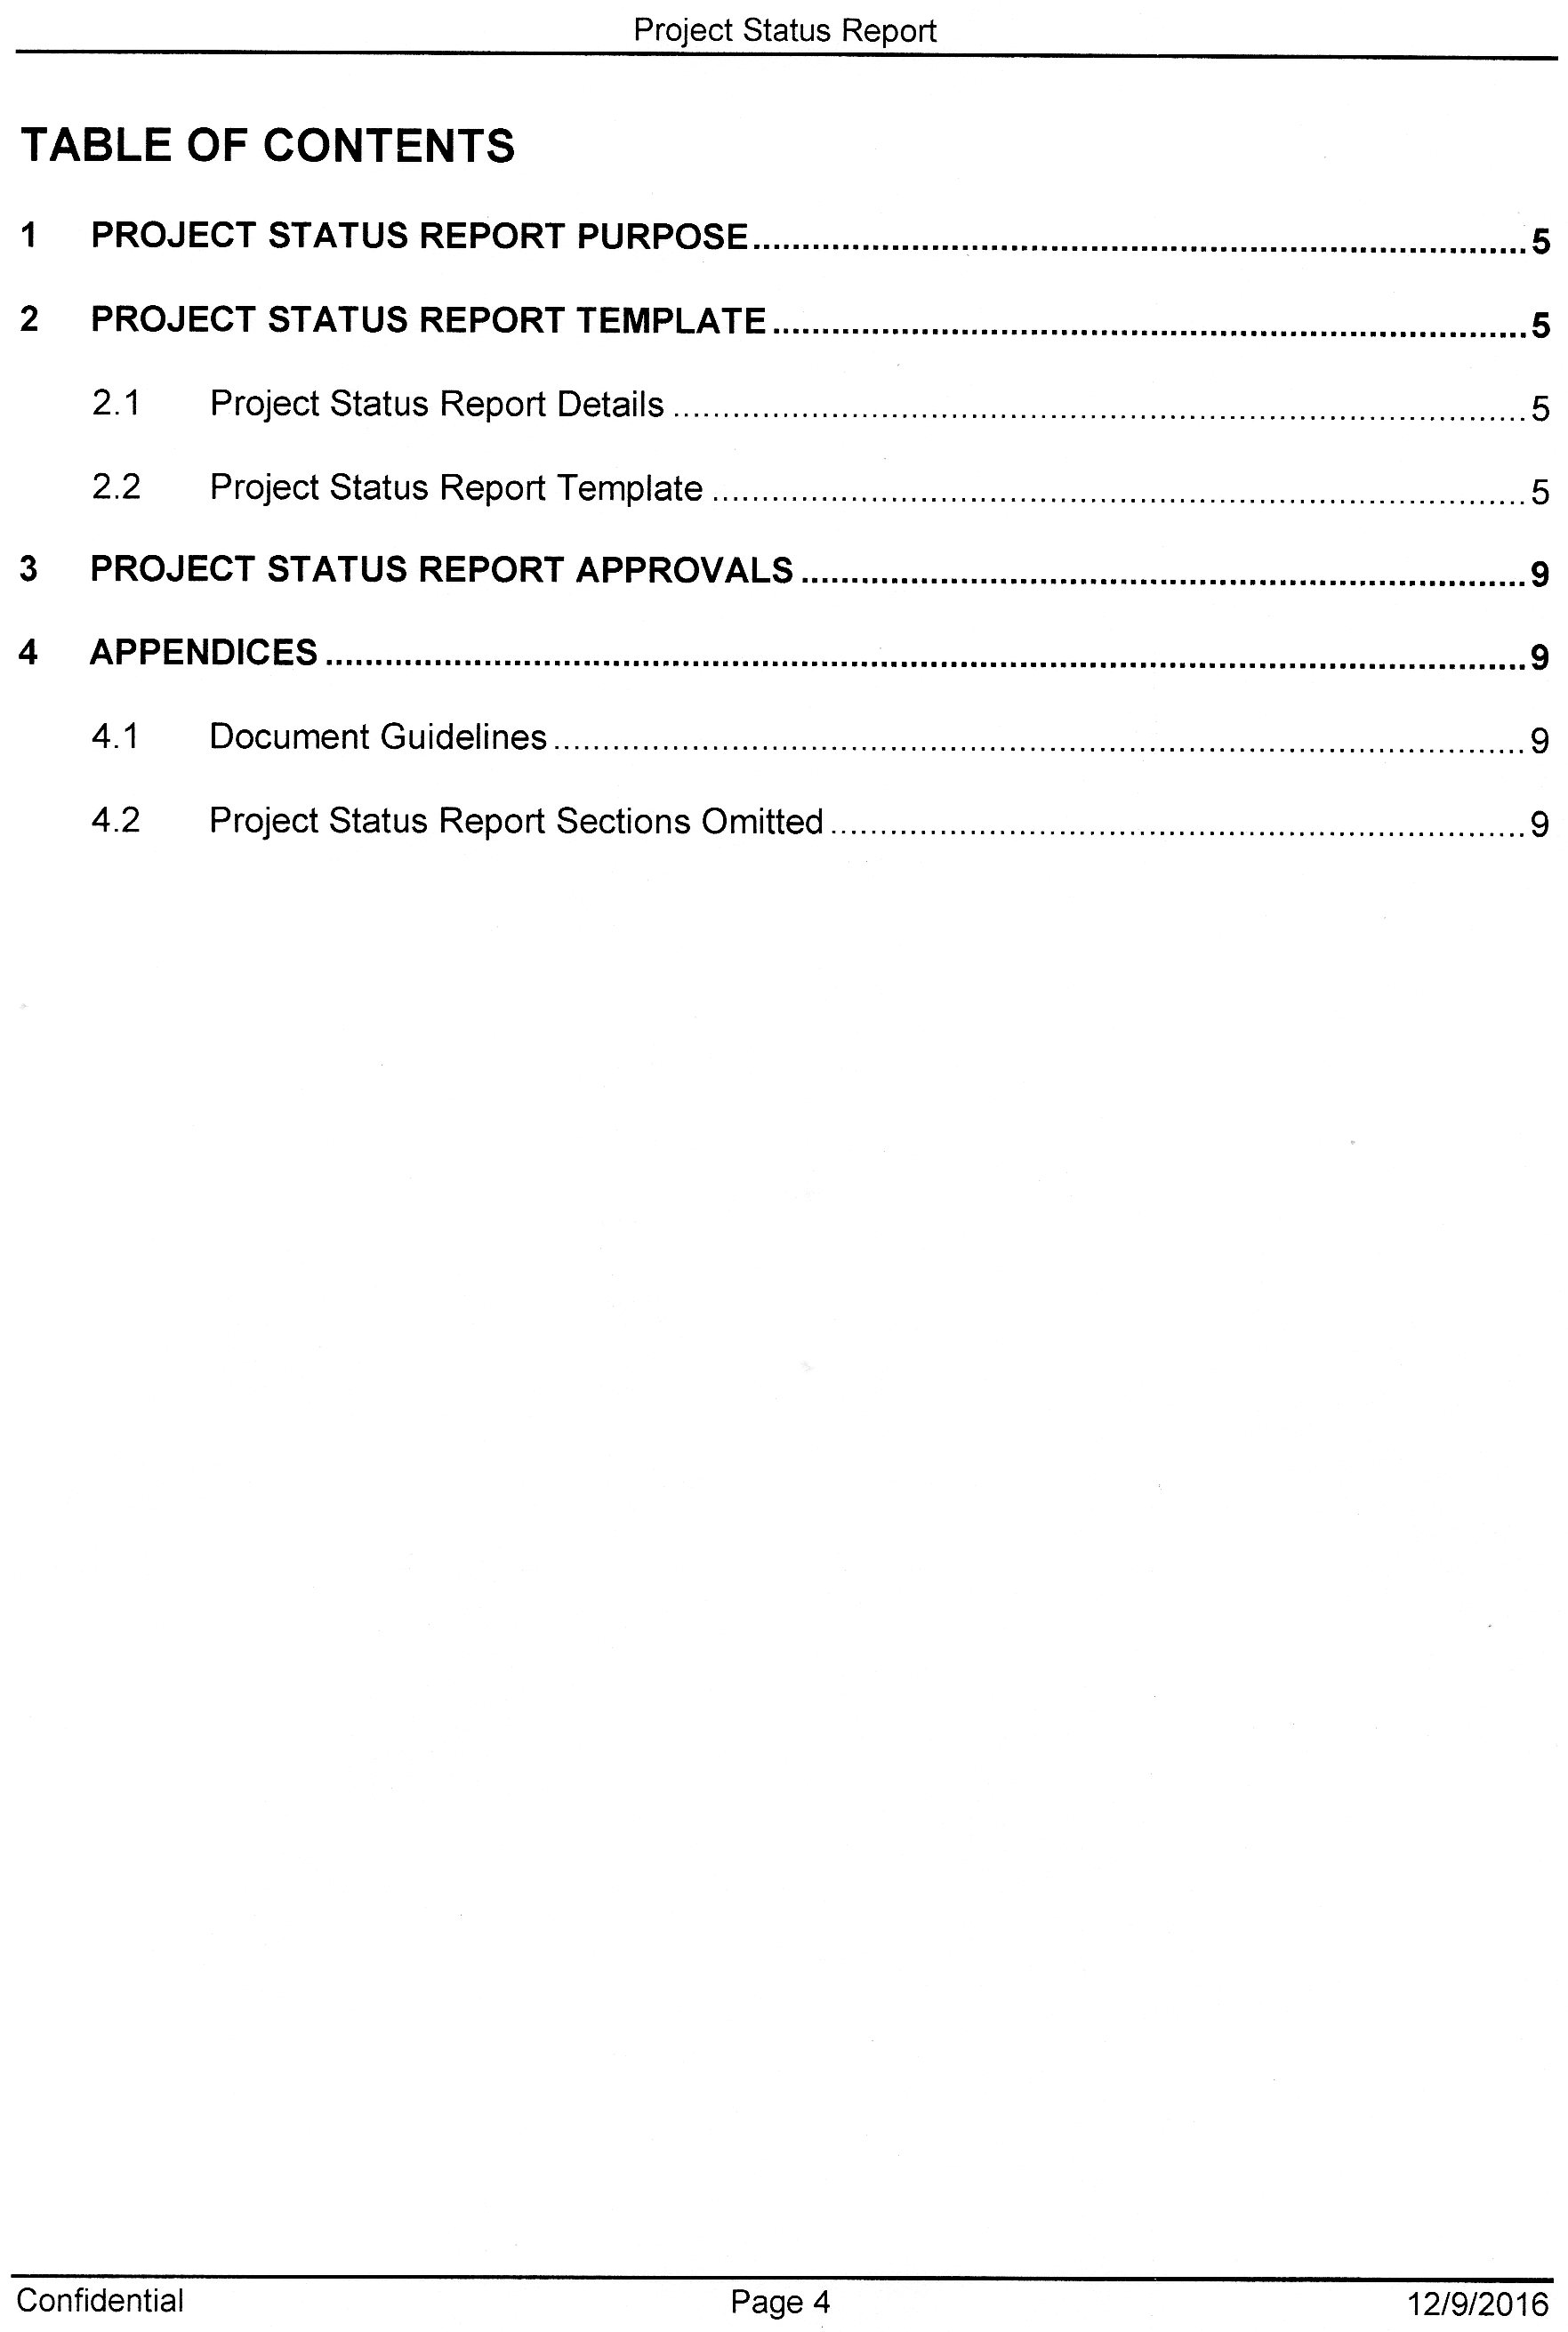 Project Status Report
TABLE OF CONTENTS
1 PROJECT STATUS REPORT PURPOSE 5
2 PROJECT STATUS REPORT TEMPLATE 5
2.1 Project Status Report Details 5
2.2 Project Status Report Template 5
3 PROJECT STATUS REPORT APPROVALS 9
4 APPENDICES 9
4.1 Document Guidelines 9
4.2 Project Status Report Sections Omitted 9
Confidential Page 4 12/9/2016